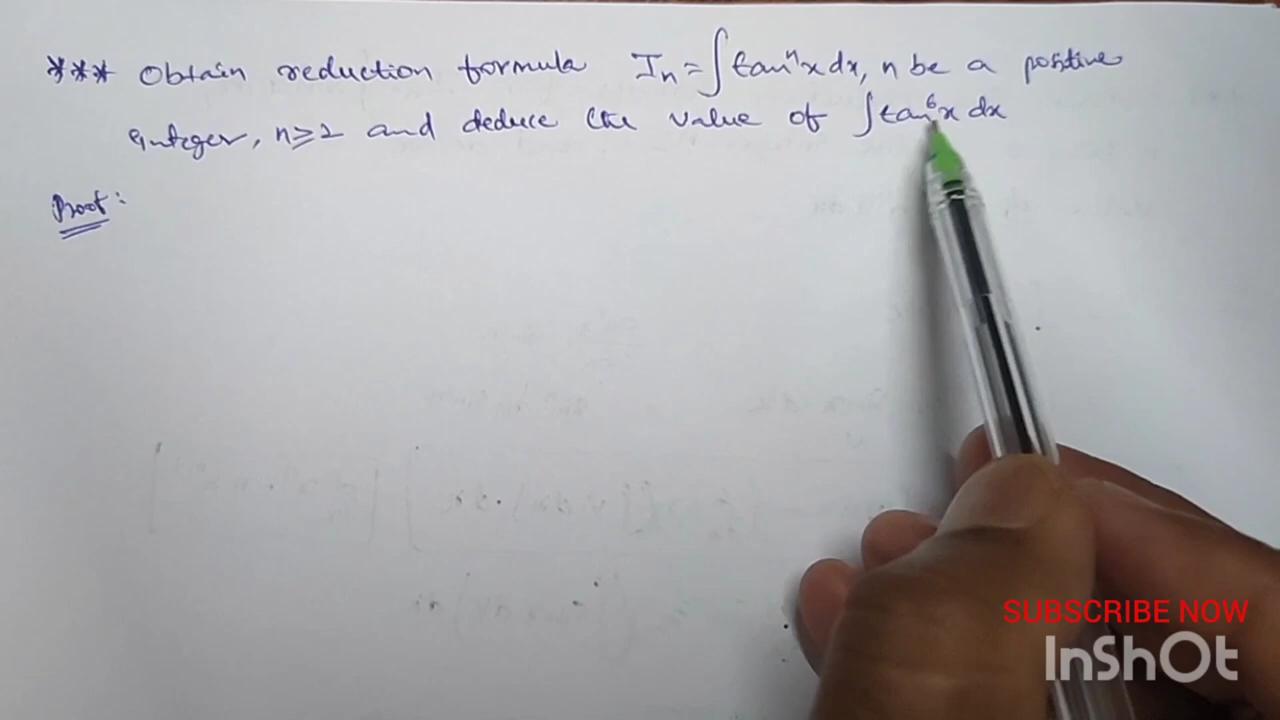 *** Obtain reduction formula Iₙ = ∫tanⁿx dx, n be a positive
integer, n ≥ 2 and deduce the value of ∫tan⁶x dx
Proof:
SUBSCRIBE NOW
InShOt